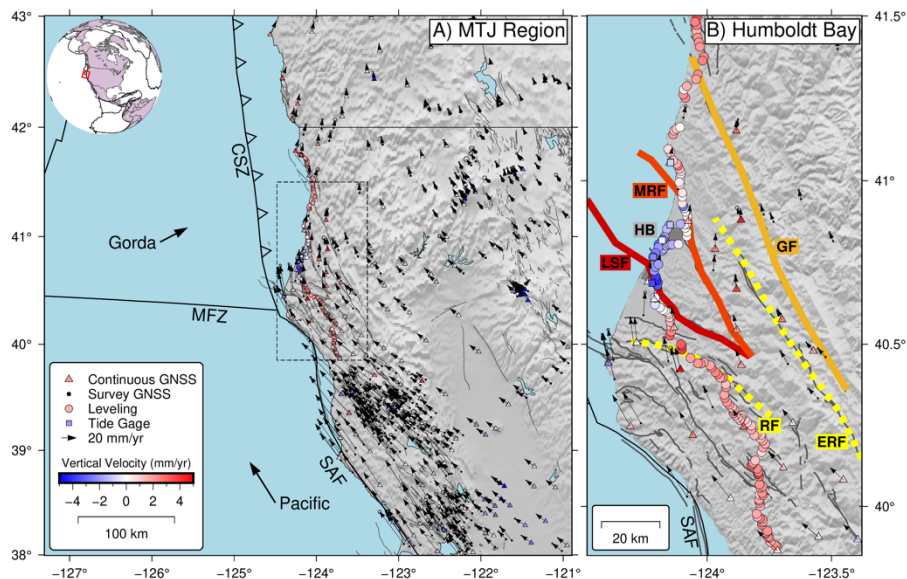 A) MTJ Region
43°
42°
41°
40°
39°
38°
CSZ
Gorda
MFZ
SAF
Pacific
Continuous GNSS
Survey GNSS
Leveling
Tide Gage
20 mm/yr
Vertical Velocity (mm/yr)
−4 −2 0 2 4
100 km
−127° −126° −125° −124° −123° −122° −121°
B) Humboldt Bay
41.5°
41°
40.5°
40°
MRF
HB
LSF
GF
RF
ERF
SAF
20 km
−124° −123.5°